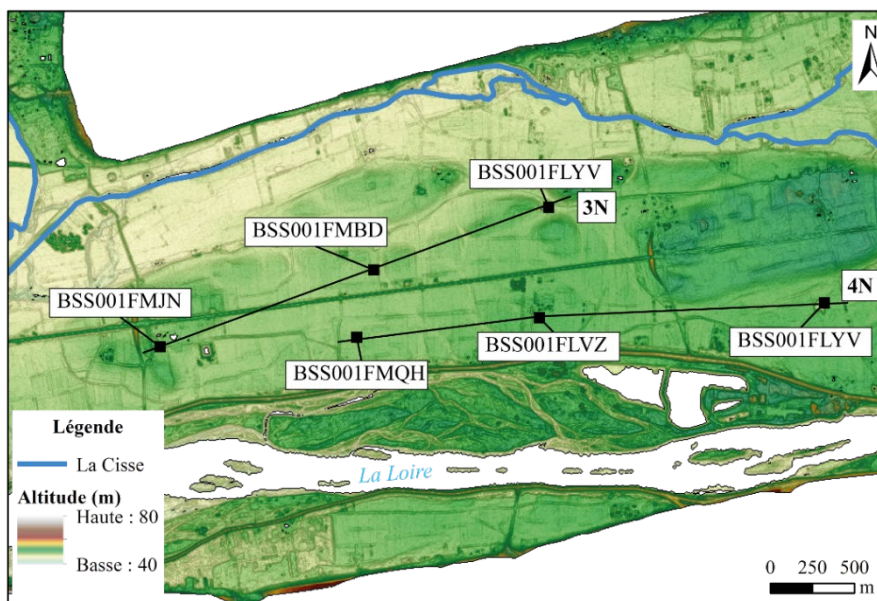 N
BSS001FLYV
3N
BSS001FMBD
BSS001FMJN
4N
BSS001FLYV
BSS001FLVZ
BSS001FMQH
Légende
La Cisse
Altitude (m)
Haute : 80
Basse : 40
La Loire
0 250 500
m